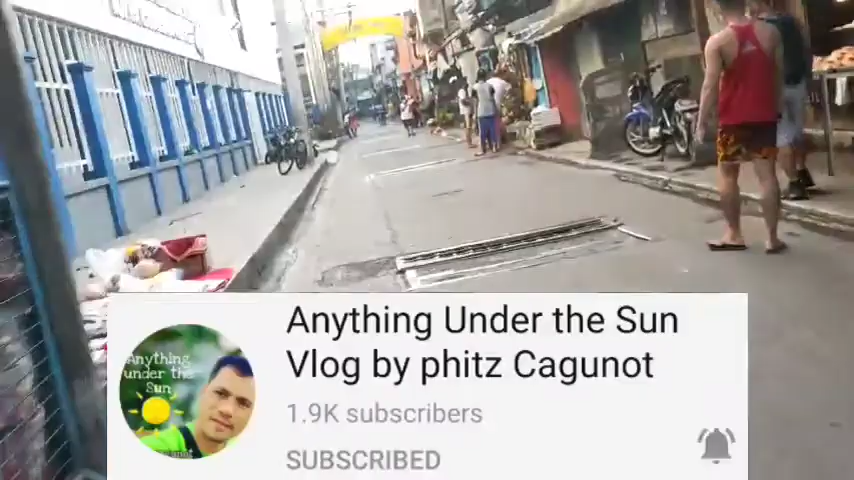 Anything Under the Sun
Vlog by phitz Cagunot
Anything
under the
Sun
1.9K subscribers
SUBSCRIBED